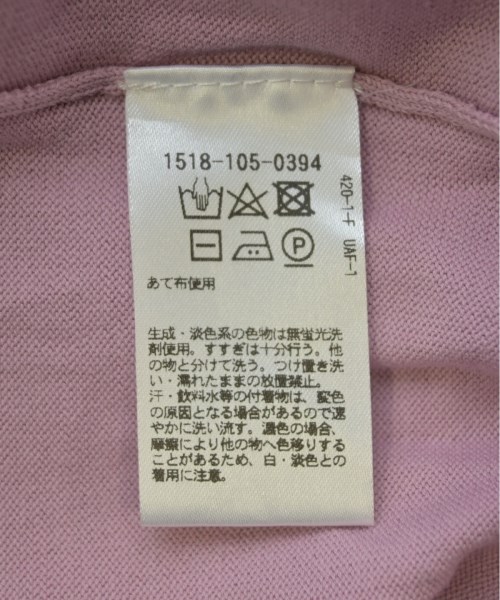 1518-105-0394
P
420-1-F UAF-1
あて布使用
生成・淡色系の色物は無蛍光洗
剤使用。すすぎは十分行う。他
の物と分けて洗う。つけ置き洗
い・濡れたままの放置禁止。
汗・飲料水等の付着物は、変色
の原因となる場合があるので速
やかに洗い流す。濃色の場合、
摩擦により他の物へ色移りする
ことがあるため、白・淡色との
着用に注意。